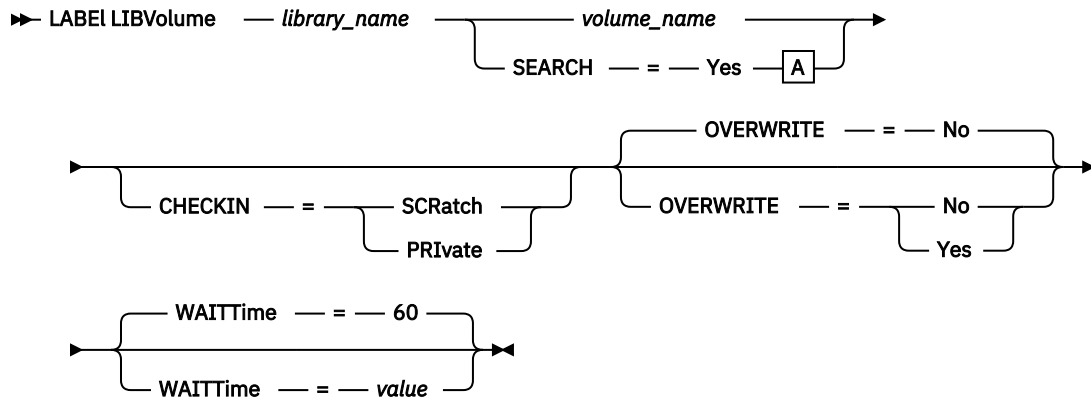 LABEl LIBVolume library_name volume_name
SEARCH = Yes A
OVERWRITE = No
CHECKIN = SCRatch OVERWRITE = No
PRIvate Yes
WAITTime = 60
WAITTime = value